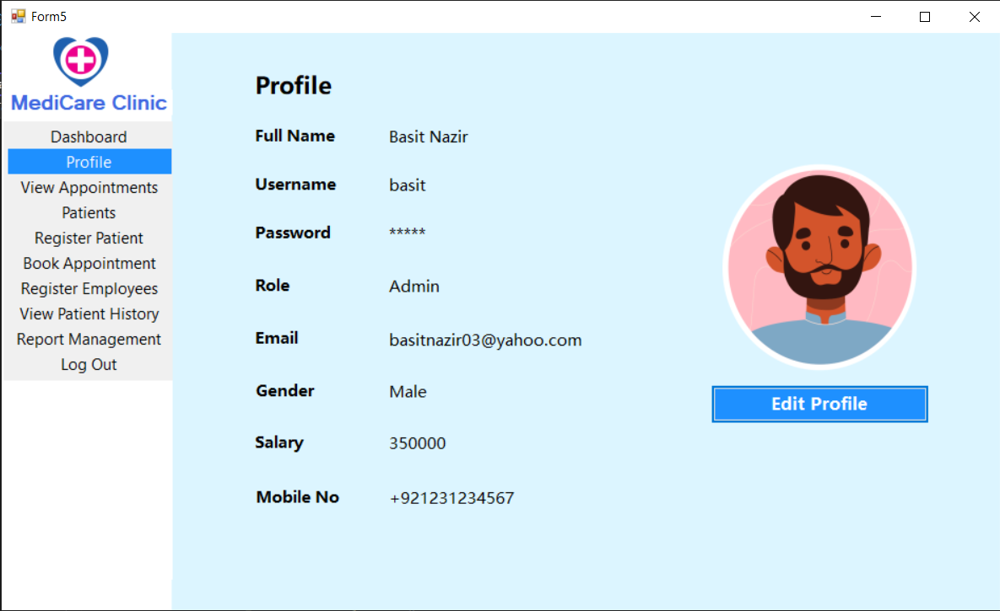 Form5
MediCare Clinic
Dashboard
Profile
View Appointments
Patients
Register Patient
Book Appointment
Register Employees
View Patient History
Report Management
Log Out
Profile
Full Name Basit Nazir
Username basit
Password *****
Role Admin
Email basitnazir03@yahoo.com
Gender Male
Salary 350000
Mobile No +921231234567
Edit Profile